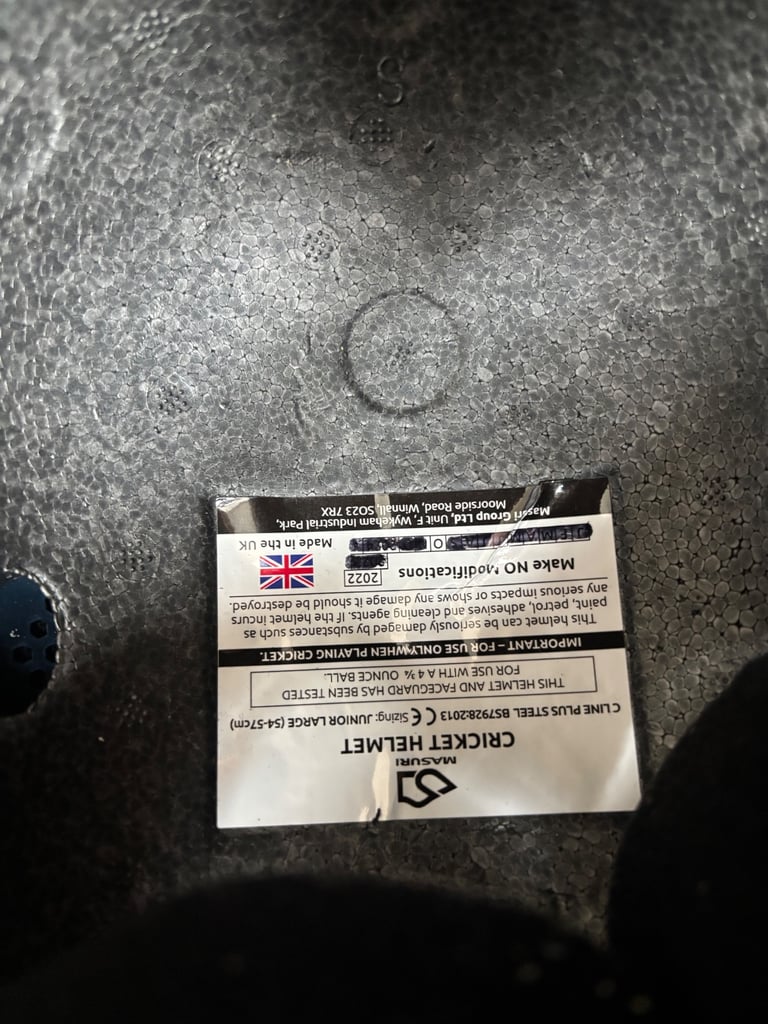 MASURI
CRICKET HELMET
C LINE PLUS STEEL BS7928:2013 CE Sizing: JUNIOR LARGE (54-57cm)
THIS HELMET AND FACEGUARD HAS BEEN TESTED
FOR USE WITH A 4 ¾ OUNCE BALL.
IMPORTANT – FOR USE ONLY WHEN PLAYING CRICKET.
This helmet can be seriously damaged by substances such as
paint, petrol, adhesives and cleaning agents. If the helmet incurs
any serious impacts or shows any damage it should be destroyed.
Make NO Modifications 2022
O Made in the UK
Masuri Group Ltd, Unit F, Wykeham Industrial Park,
Moorside Road, Winnall, SO23 7RX
S